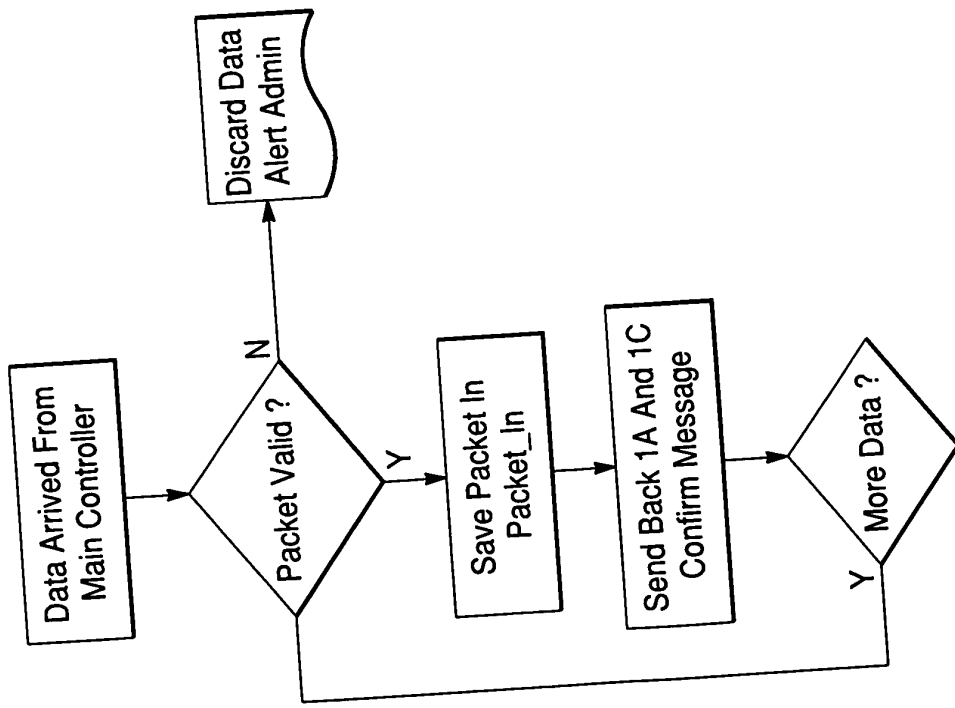 Data Arrived From
Main Controller
Packet Valid ?
N
Discard Data
Alert Admin
Y
Save Packet In
Packet_In
Send Back 1A And 1C
Confirm Message
More Data ?
Y